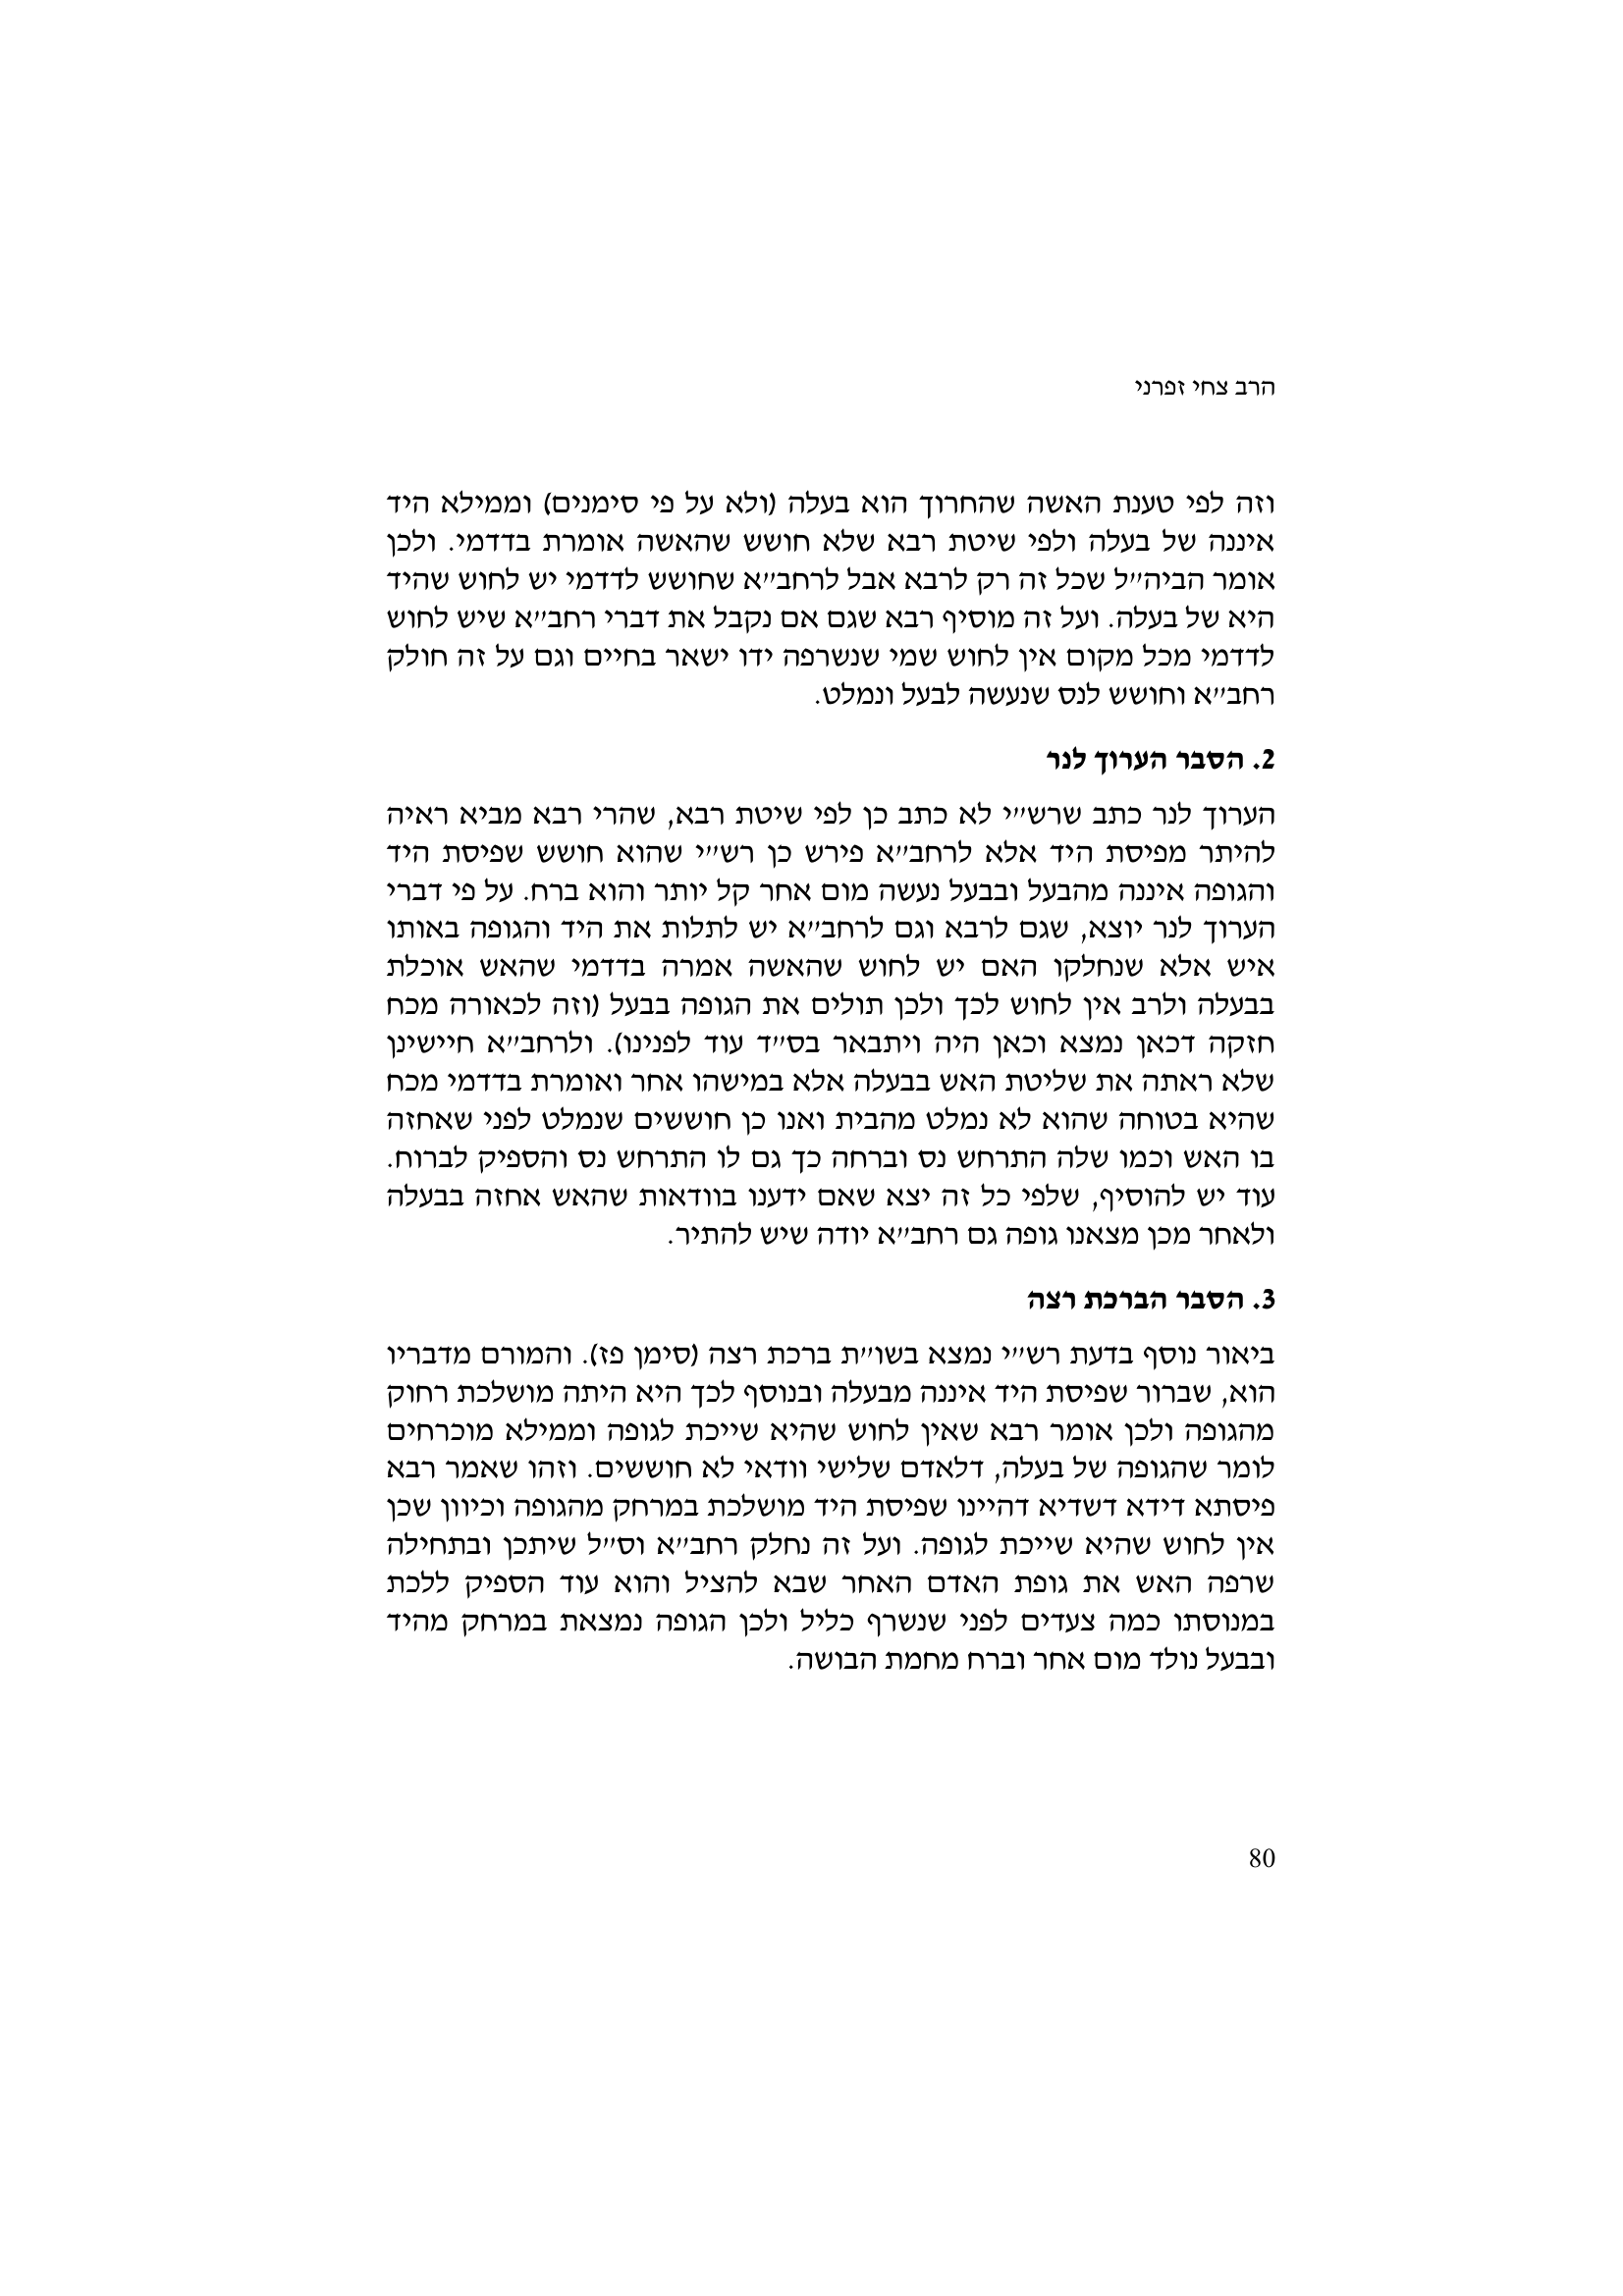 הרב צחי זפרני
וזה לפי טענת האשה שהחרוך הוא בעלה (ולא על פי סימנים) וממילא היד
איננה של בעלה ולפי שיטת רבא שלא חושש שהאשה אומרת בדדמי. ולכן
אומר הביה״ל שכל זה רק לרבא אבל לרחב״א שחושש לדדמי יש לחוש שהיד
היא של בעלה. ועל זה מוסיף רבא שגם אם נקבל את דברי רחב״א שיש לחוש
לדדמי מכל מקום אין לחוש שמי שנשרפה ידו ישאר בחיים וגם על זה חולק
רחב״א וחושש לנס שנעשה לבעל ונמלט.
2. הסבר הערוך לנר
הערוך לנר כתב שרש״י לא כתב כן לפי שיטת רבא, שהרי רבא מביא ראיה
להיתר מפיסת היד אלא לרחב״א פירש כן רש״י שהוא חושש שפיסת היד
והגופה איננה מהבעל ובבעל נעשה מום אחר קל יותר והוא ברח. על פי דברי
הערוך לנר יוצא, שגם לרבא וגם לרחב״א יש לתלות את היד והגופה באותו
איש אלא שנחלקו האם יש לחוש שהאשה אמרה בדדמי שהאש אוכלת
בבעלה ולרב אין לחוש לכך ולכן תולים את הגופה בבעל (וזה לכאורה מכח
חזקה דכאן נמצא וכאן היה ויתבאר בס״ד עוד לפנינו). ולרחב״א חיישינן
שלא ראתה את שליטת האש בבעלה אלא במישהו אחר ואומרת בדדמי מכח
שהיא בטוחה שהוא לא נמלט מהבית ואנו כן חוששים שנמלט לפני שאחזה
בו האש וכמו שלה התרחש נס וברחה כך גם לו התרחש נס והספיק לברוח.
עוד יש להוסיף, שלפי כל זה יצא שאם ידענו בוודאות שהאש אחזה בבעלה
ולאחר מכן מצאנו גופה גם רחב״א יודה שיש להתיר.
3. הסבר הברכת רצה
ביאור נוסף בדעת רש״י נמצא בשו״ת ברכת רצה (סימן פז). והמורם מדבריו
הוא, שברור שפיסת היד איננה מבעלה ובנוסף לכך היא היתה מושלכת רחוק
מהגופה ולכן אומר רבא שאין לחוש שהיא שייכת לגופה וממילא מוכרחים
לומר שהגופה של בעלה, דלאדם שלישי וודאי לא חוששים. וזהו שאמר רבא
פיסתא דידא דשדיא דהיינו שפיסת היד מושלכת במרחק מהגופה וכיוון שכן
אין לחוש שהיא שייכת לגופה. ועל זה נחלק רחב״א וס״ל שיתכן ובתחילה
שרפה האש את גופת האדם האחר שבא להציל והוא עוד הספיק ללכת
במנוסתו כמה צעדים לפני שנשרף כליל ולכן הגופה נמצאת במרחק מהיד
ובבעל נולד מום אחר וברח מחמת הבושה.
80